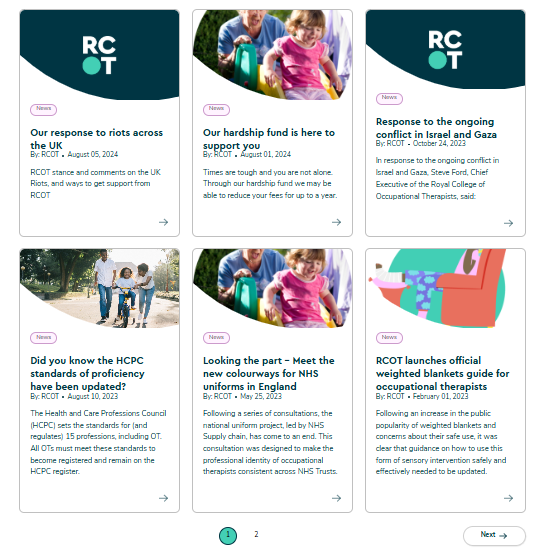 RC
OT
News
Our response to riots across
the UK
By: RCOT • August 05, 2024
RCOT stance and comments on the UK
Riots, and ways to get support from
RCOT
News
Our hardship fund is here to
support you
By: RCOT • August 01, 2024
Times are tough and you are not alone.
Through our hardship fund we may be
able to reduce your fees for up to a year.
RC
OT
News
Response to the ongoing
conflict in Israel and Gaza
By: RCOT • October 24, 2023
In response to the ongoing conflict in
Israel and Gaza, Steve Ford, Chief
Executive of the Royal College of
Occupational Therapists, said:
News
Did you know the HCPC
standards of proficiency
have been updated?
By: RCOT • August 10, 2023
The Health and Care Professions Council
(HCPC) sets the standards for (and
regulates) 15 professions, including OT.
All OTs must meet these standards to
become registered and remain on the
HCPC register.
News
Looking the part – Meet the
new colourways for NHS
uniforms in England
By: RCOT • May 25, 2023
Following a series of consultations, the
national uniform project, led by NHS
Supply chain, has come to an end. This
consultation was designed to make the
professional identity of occupational
therapists consistent across NHS Trusts.
News
RCOT launches official
weighted blankets guide for
occupational therapists
By: RCOT • February 01, 2023
Following an increase in the public
popularity of weighted blankets and
concerns about their safe use, it was
clear that guidance on how to use this
form of sensory intervention safely and
effectively needed to be updated.
1 2 Next